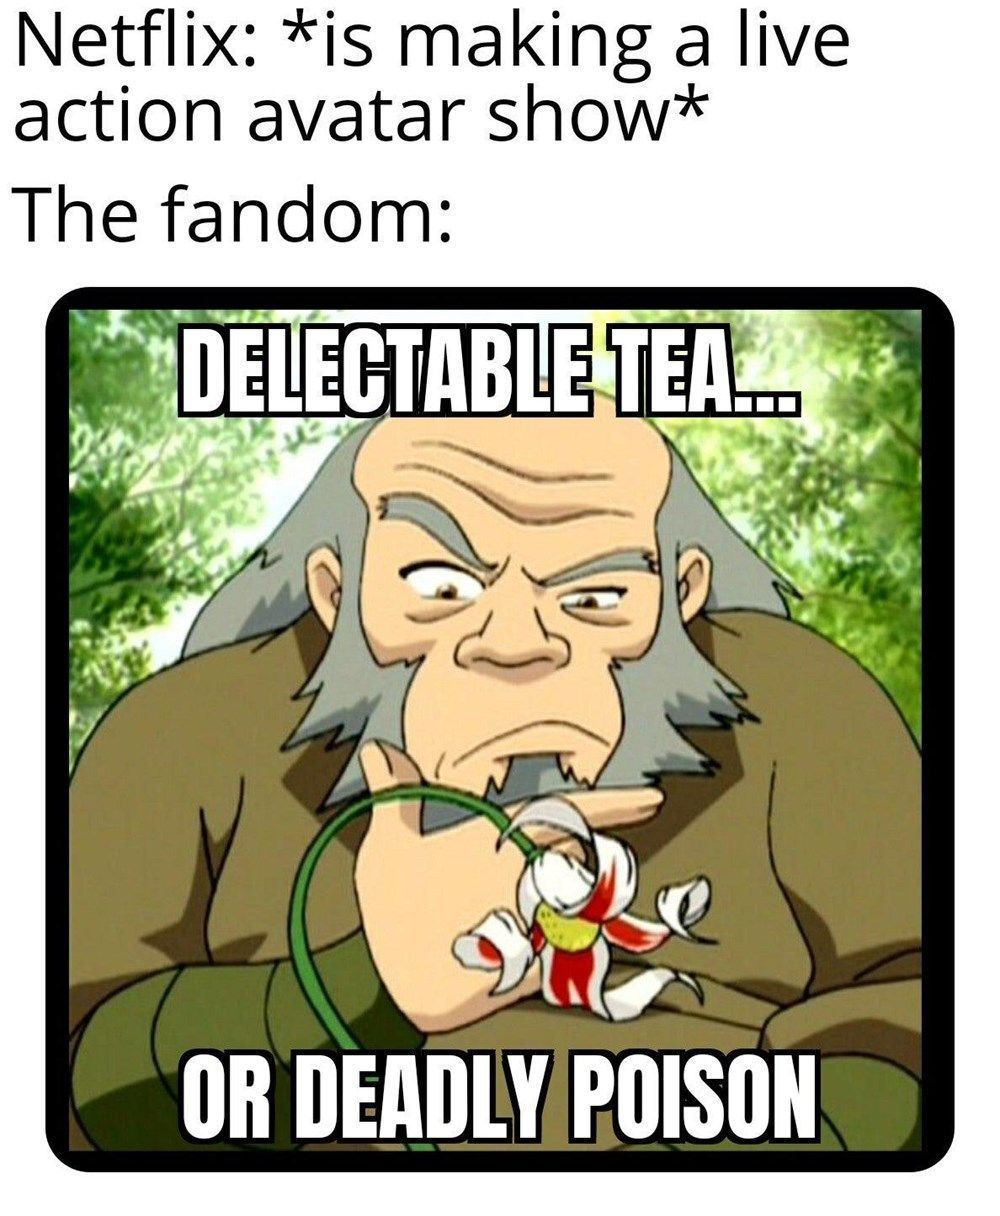 Netflix: *is making a live
action avatar show*
The fandom:
DELECTABLE TEA...
OR DEADLY POISON